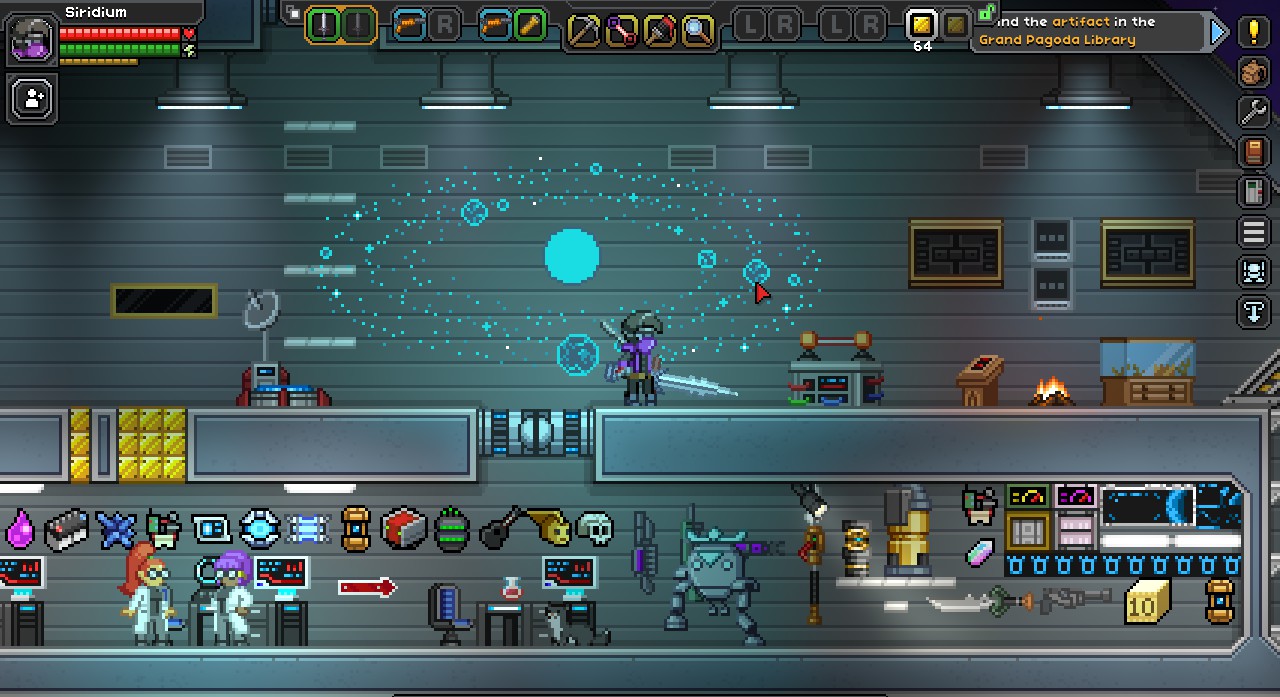 Siridium
R
R
L R
L R
64
ind the artifact in the
Grand Pagoda Library
10